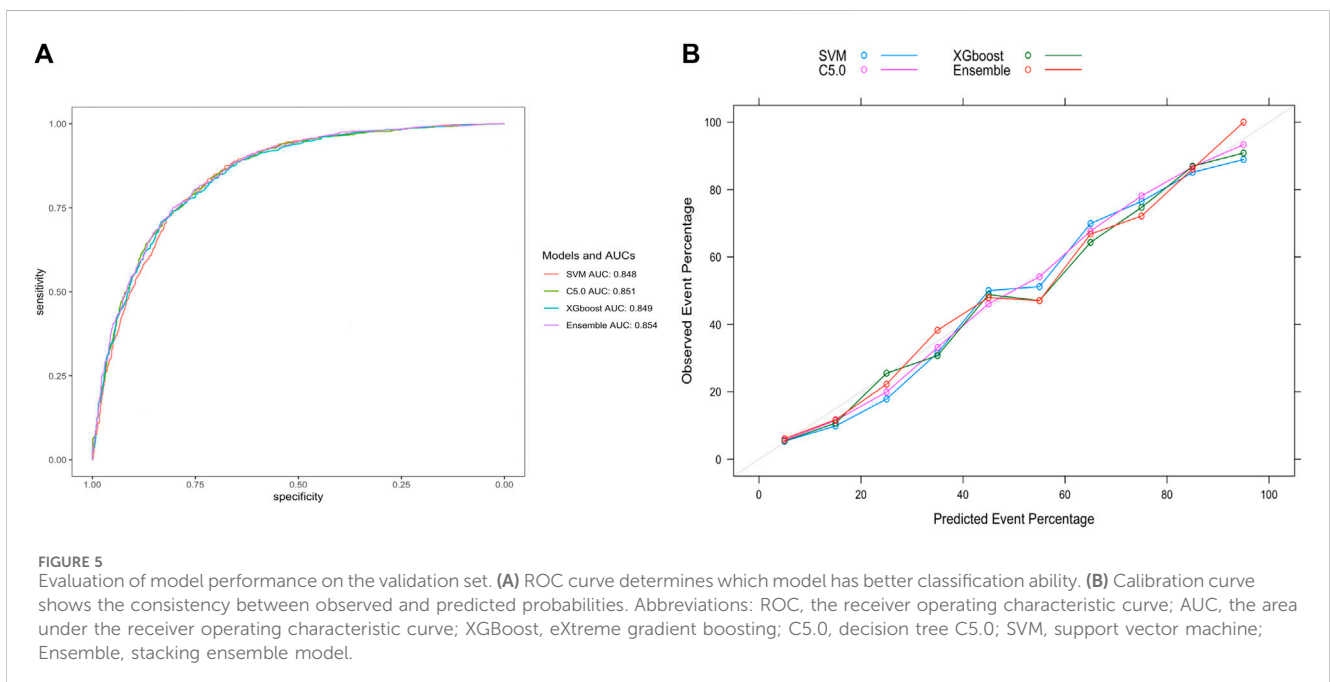 A
1.00
0.75
0.50
0.25
0.00
sensitivity
1.00
0.75
0.50
0.25
0.00
specificity
Models and AUCs
SVM AUC: 0.848
C5.0 AUC: 0.851
XGboost AUC: 0.849
Ensemble AUC: 0.854
B
SVM
XGboost
C5.0
Ensemble
100
80
60
40
20
0
Observed Event Percentage
0
20
40
60
80
100
Predicted Event Percentage
FIGURE 5
Evaluation of model performance on the validation set. (A) ROC curve determines which model has better classification ability. (B) Calibration curve
shows the consistency between observed and predicted probabilities. Abbreviations: ROC, the receiver operating characteristic curve; AUC, the area
under the receiver operating characteristic curve; XGBoost, eXtreme gradient boosting; C5.0, decision tree C5.0; SVM, support vector machine;
Ensemble, stacking ensemble model.